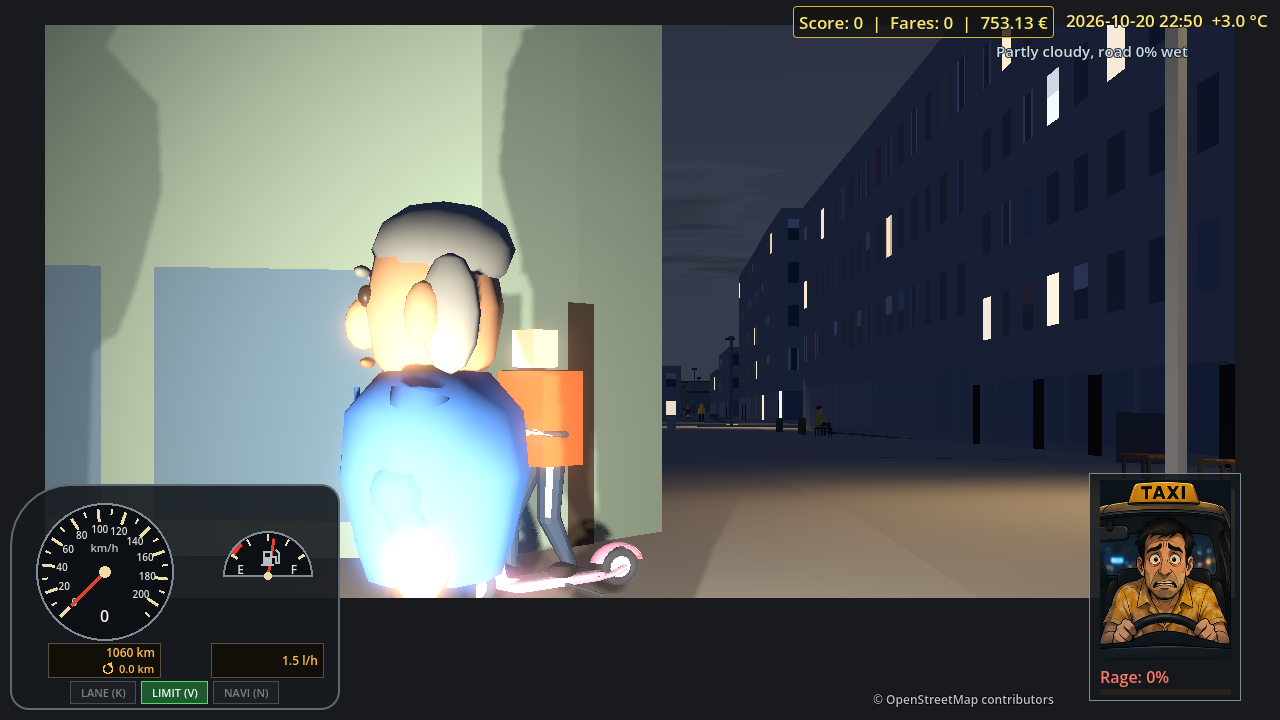 Score: 0 | Fares: 0 | 753.13 €
2026-10-20 22:50 +3.0 °C
Partly cloudy, road 0% wet
0 20 40 60 80 100 120 140 160 180 200
km/h
0
E F
1060 km
0.0 km
1.5 l/h
LANE (K) LIMIT (V) NAVI (N)
TAXI
Rage: 0%
© OpenStreetMap contributors